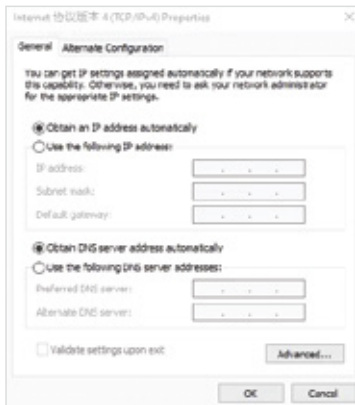 Internet 协议版本 4 (TCP/IPv4) Properties
General Alternate Configuration
You can get IP settings assigned automatically if your network supports
this capability. Otherwise, you need to ask your network administrator
for the appropriate IP settings.
Obtain an IP address automatically
Use the following IP address:
IP address:
Subnet mask:
Default gateway:
Obtain DNS server address automatically
Use the following DNS server addresses:
Preferred DNS server:
Alternate DNS server:
Validate settings upon exit
Advanced...
OK Cancel